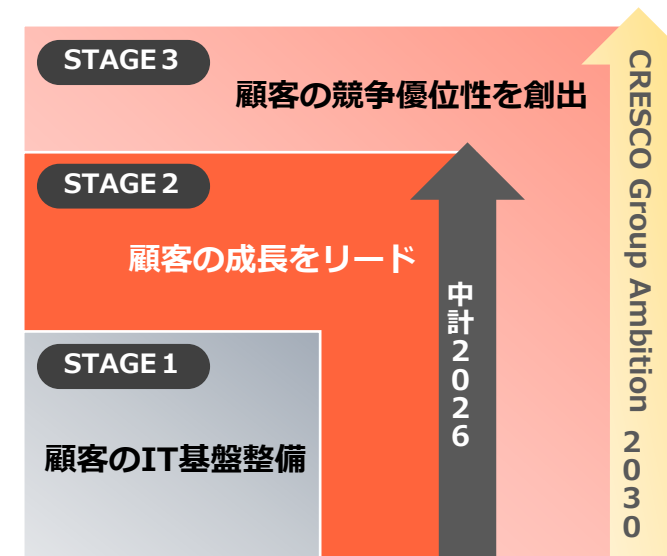 STAGE３
顧客の競争優位性を創出
STAGE２
顧客の成長をリード
STAGE１
顧客のIT基盤整備
中計２０２６
CRESCO Group Ambition ２０３０